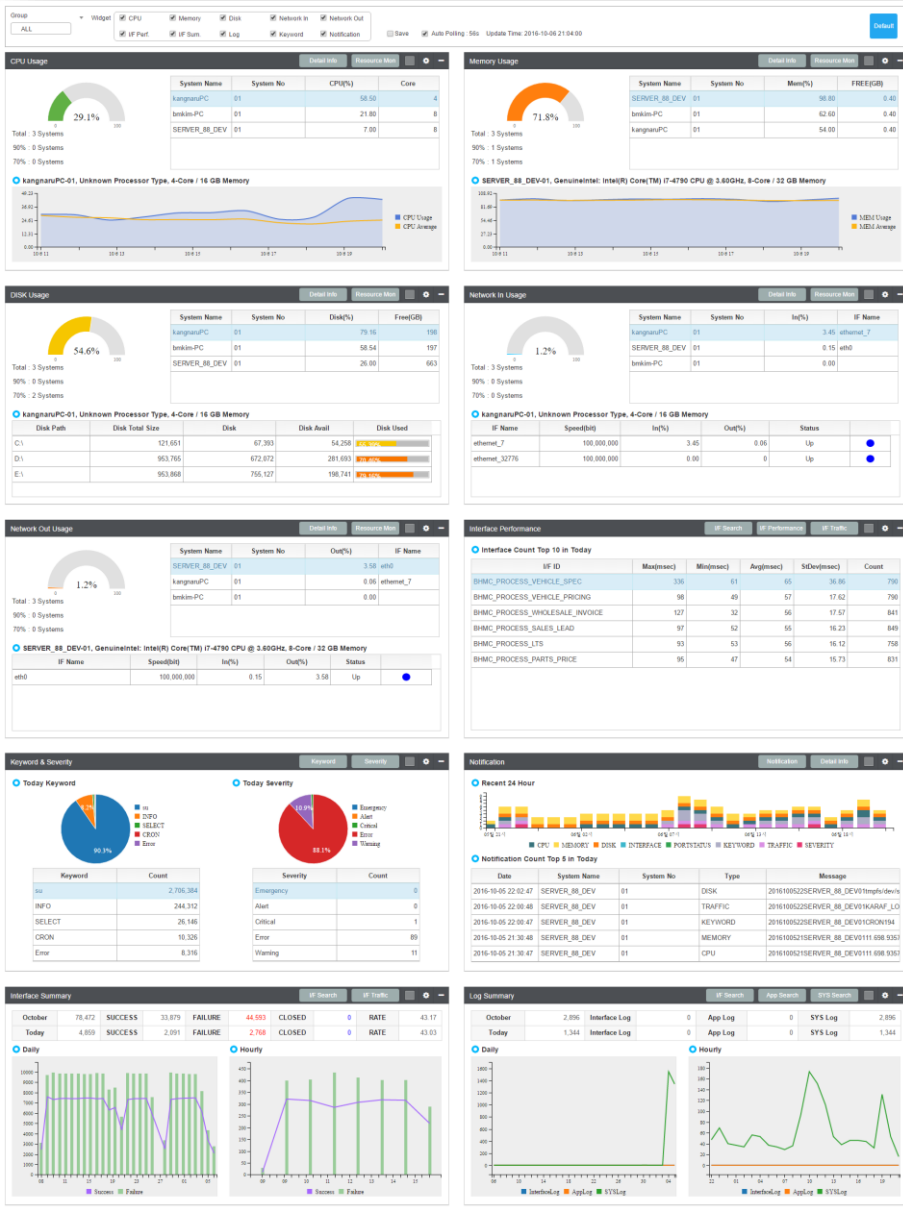 Group
ALL
Widget
CPU Memory Disk Network In Network Out
I/F Perf. I/F Sum. Log Keyword Notification
Save Auto Polling : 50s Update Time: 2016-10-06 21:04:00
Default
CPU Usage Detail Info Resource Mon
29.1%
0 100
Total : 3 Systems
90% : 0 Systems
70% : 0 Systems
System Name System No CPU(%) Core
kangnaruPC 01 58.50 4
bmkim-PC 01 21.80 8
SERVER_88_DEV 01 7.00 8
kangnaruPC-01, Unknown Processor Type, 4-Core / 16 GB Memory
CPU Usage
CPU Average
Memory Usage Detail Info Resource Mon
71.8%
0 100
Total : 3 Systems
90% : 1 Systems
70% : 1 Systems
System Name System No Mem(%) FREE(GB)
SERVER_88_DEV 01 98.80 0.40
bmkim-PC 01 62.60 0.40
kangnaruPC 01 54.00 0.40
SERVER_88_DEV-01, GenuineIntel: Intel(R) Core(TM) i7-4790 CPU @ 3.60GHz, 8-Core / 32 GB Memory
MEM Usage
MEM Average
DISK Usage Detail Info Resource Mon
54.6%
0 100
Total : 3 Systems
90% : 0 Systems
70% : 2 Systems
System Name System No Disk(%) Free(GB)
kangnaruPC 01 79.16 198
bmkim-PC 01 58.54 197
SERVER_88_DEV 01 26.00 663
kangnaruPC-01, Unknown Processor Type, 4-Core / 16 GB Memory
Disk Path Disk Total Size Disk Disk Avail Disk Used
C:\ 121,651 67,393 54,258
D:\ 953,765 672,072 281,693
E:\ 953,868 755,127 198,741
Network In Usage Detail Info Resource Mon
1.2%
0 100
Total : 3 Systems
90% : 0 Systems
70% : 0 Systems
System Name System No In(%) IF Name
kangnaruPC 01 3.45 ethernet_7
SERVER_88_DEV 01 0.15 eth0
bmkim-PC 01 0.00
kangnaruPC-01, Unknown Processor Type, 4-Core / 16 GB Memory
IF Name Speed(bit) In(%) Out(%) Status
ethernet_7 100,000,000 3.45 0.06 Up
ethernet_32776 100,000,000 0.00 0 Up
Network Out Usage Detail Info Resource Mon
1.2%
0 100
Total : 3 Systems
90% : 0 Systems
70% : 0 Systems
System Name System No Out(%) IF Name
SERVER_88_DEV 01 3.58 eth0
kangnaruPC 01 0.06 ethernet_7
bmkim-PC 01 0.00
SERVER_88_DEV-01, GenuineIntel: Intel(R) Core(TM) i7-4790 CPU @ 3.60GHz, 8-Core / 32 GB Memory
IF Name Speed(bit) In(%) Out(%) Status
eth0 100,000,000 0.15 3.58 Up
Interface Performance I/F Search I/F Performance I/F Traffic
Interface Count Top 10 in Today
I/F ID Max(msec) Min(msec) Avg(msec) StDev(msec) Count
BHMC_PROCESS_VEHICLE_SPEC 336 61 65 36.86 790
BHMC_PROCESS_VEHICLE_PRICING 98 49 57 17.62 790
BHMC_PROCESS_WHOLESALE_INVOICE 127 32 56 17.57 841
BHMC_PROCESS_SALES_LEAD 97 52 55 16.23 849
BHMC_PROCESS_LTS 93 53 56 16.12 758
BHMC_PROCESS_PARTS_PRICE 95 47 54 15.73 831
Keyword & Severity Keyword Severity
Today Keyword
90.3%
su
INFO
SELECT
CRON
Error
Today Severity
10.9%
88.1%
Emergency
Alert
Critical
Error
Warning
Keyword Count
su 2,706,384
INFO 244,312
SELECT 26,146
CRON 10,326
Error 8,316
Severity Count
Emergency 0
Alert 0
Critical 1
Error 89
Warning 11
Notification Notification Detail Info
Recent 24 Hour
CPU MEMORY DISK INTERFACE PORTSTATUS KEYWORD TRAFFIC SEVERITY
Notification Count Top 5 in Today
Date System Name System No Type Message
2016-10-05 22:02:47 SERVER_88_DEV 01 DISK 2016100522SERVER_88_DEV01tmpfs/dev/s
2016-10-05 22:00:48 SERVER_88_DEV 01 TRAFFIC 2016100522SERVER_88_DEV01KARAF_LO
2016-10-05 22:00:47 SERVER_88_DEV 01 KEYWORD 2016100522SERVER_88_DEV01CRON194
2016-10-05 21:30:48 SERVER_88_DEV 01 MEMORY 2016100521SERVER_88_DEV0111.698.9357
2016-10-05 21:30:47 SERVER_88_DEV 01 CPU 2016100521SERVER_88_DEV0111.698.9357
Interface Summary I/F Search I/F Traffic
October 78,472 SUCCESS 33,879 FAILURE 44,593 CLOSED 0 RATE 43.17
Today 4,859 SUCCESS 2,091 FAILURE 2,768 CLOSED 0 RATE 43.03
Daily
Success Failure
Hourly
Success Failure
Log Summary I/F Search App Search SYS Search
October 2,896 Interface Log 0 App Log 0 SYS Log 2,896
Today 1,344 Interface Log 0 App Log 0 SYS Log 1,344
Daily
InterfaceLog AppLog SYSLog
Hourly
InterfaceLog AppLog SYSLog